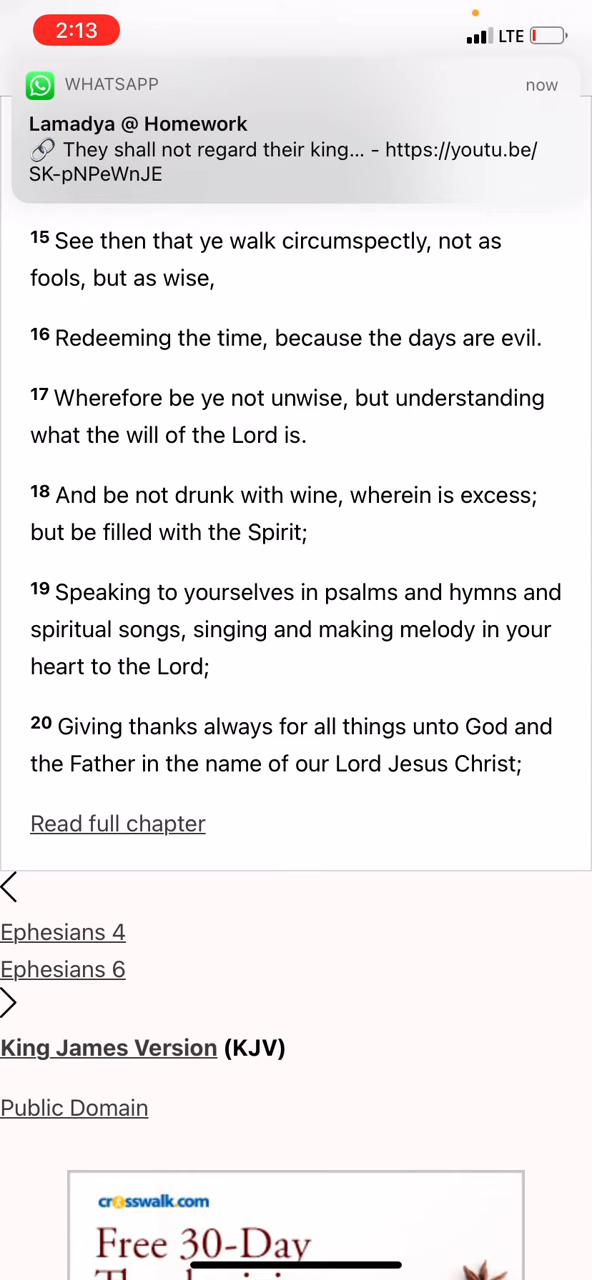 2:13
LTE
WHATSAPP
now
Lamadya @ Homework
🔗 They shall not regard their king... - https://youtu.be/
SK-pNPeWnJE
15 See then that ye walk circumspectly, not as
fools, but as wise,
16 Redeeming the time, because the days are evil.
17 Wherefore be ye not unwise, but understanding
what the will of the Lord is.
18 And be not drunk with wine, wherein is excess;
but be filled with the Spirit;
19 Speaking to yourselves in psalms and hymns and
spiritual songs, singing and making melody in your
heart to the Lord;
20 Giving thanks always for all things unto God and
the Father in the name of our Lord Jesus Christ;
Read full chapter
Ephesians 4
Ephesians 6
King James Version (KJV)
Public Domain
crosswalk.com
Free 30-Day